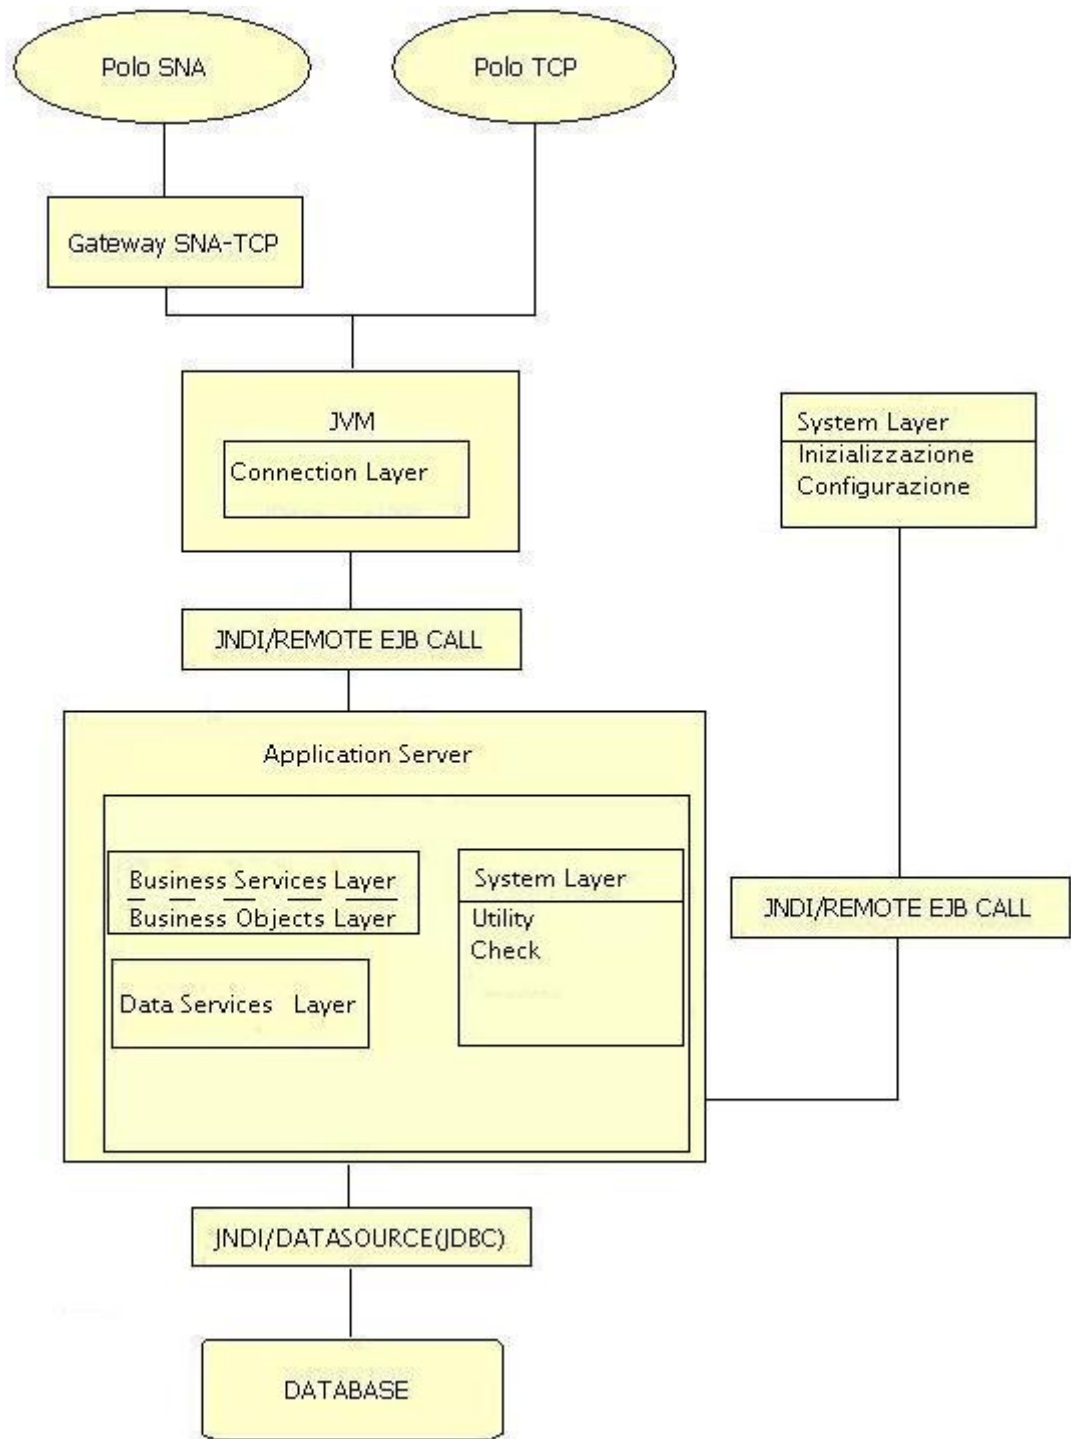 Polo SNA
Polo TCP
Gateway SNA-TCP
JVM
Connection Layer
System Layer
Inizializzazione
Configurazione
JNDI/REMOTE EJB CALL
Application Server
Business Services Layer
Business Objects Layer
Data Services Layer
System Layer
Utility
Check
JNDI/REMOTE EJB CALL
JNDI/DATASOURCE(JDBC)
DATABASE